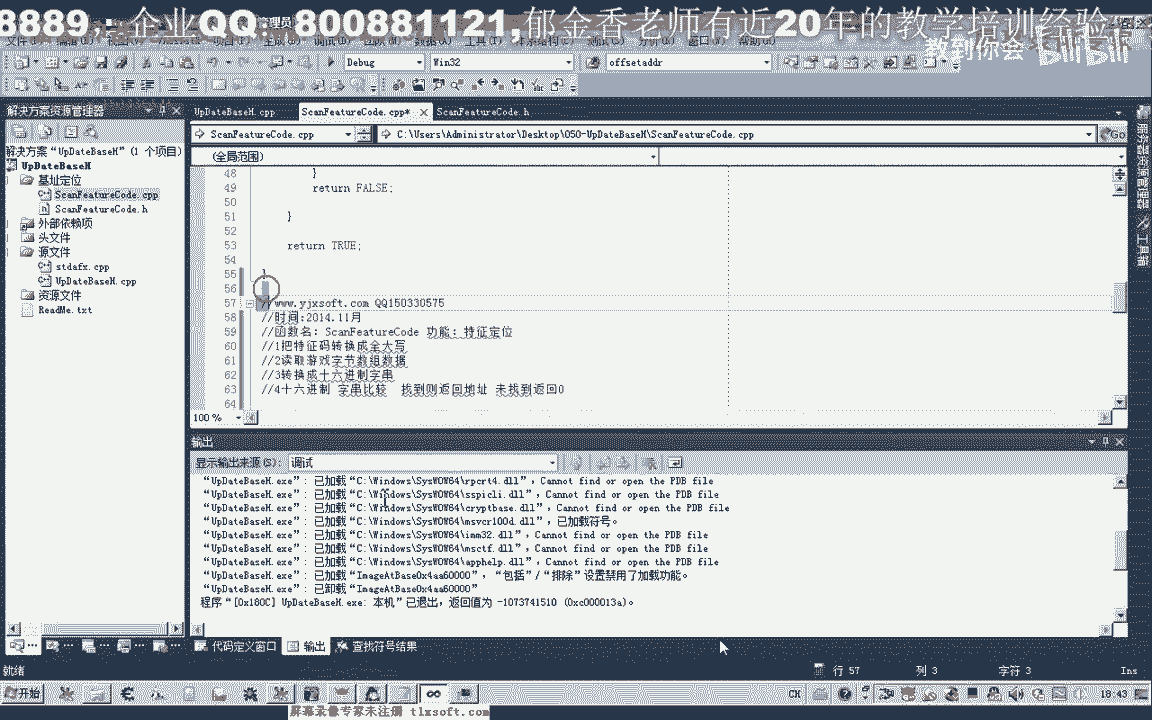 8889, 企业QQ: 800881121,郁金香老师有近20年的教学培训经验
教到你会
bilibili
管理员
Debug
Win32
offsetaddr
解决方案资源管理器
解决方案“UpDateBaseH”(1 个项目)
UpDateBaseH
基址定位
ScanFeatureCode.cpp
ScanFeatureCode.h
外部依赖项
头文件
源文件
stdafx.cpp
UpDateBaseH.cpp
资源文件
ReadMe.txt
UpDateBaseH.cpp
ScanFeatureCode.cpp*
ScanFeatureCode.h
ScanFeatureCode.cpp
C:\Users\Administrator\Desktop\050-UpDateBaseH\ScanFeatureCode.cpp
Go
(全局范围)
48 }
49 return FALSE;
50
51 }
52
53 return TRUE;
54
55 }
56
57 //www.yjxsoft.com QQ150330575
58 //时间:2014.11月
59 //函数名: ScanFeatureCode 功能: 特征定位
60 //1把特征码转换成全大写
61 //2读取游戏字节数组数据
62 //3转换成十六进制字串
63 //4十六进制 字串比较 找到则返回地址 未找到返回0
64
100 %
输出
显示输出来源(S): 调试
“UpDateBaseH.exe”: 已加载“C:\Windows\SysWOW64\rpcrt4.dll”，Cannot find or open the PDB file
“UpDateBaseH.exe”: 已加载“C:\Windows\SysWOW64\sspicli.dll”，Cannot find or open the PDB file
“UpDateBaseH.exe”: 已加载“C:\Windows\SysWOW64\cryptbase.dll”，Cannot find or open the PDB file
“UpDateBaseH.exe”: 已加载“C:\Windows\SysWOW64\msvcr100d.dll”，已加载符号。
“UpDateBaseH.exe”: 已加载“C:\Windows\SysWOW64\imm32.dll”，Cannot find or open the PDB file
“UpDateBaseH.exe”: 已加载“C:\Windows\SysWOW64\msctf.dll”，Cannot find or open the PDB file
“UpDateBaseH.exe”: 已加载“C:\Windows\SysWOW64\apphelp.dll”，Cannot find or open the PDB file
“UpDateBaseH.exe”: 已加载“ImageAtBase0x4aa60000”，“包括”/“排除”设置禁用了加载功能。
“UpDateBaseH.exe”: 已卸载“ImageAtBase0x4aa60000”
程序“[0x180C] UpDateBaseH.exe: 本机”已退出，返回值为 -1073741510 (0xc000013a)。
代码定义窗口
输出
查找符号结果
服务器资源管理器
工具箱
就绪
行 57
列 3
字符 3
Ins
开始
CH
18:43
屏幕录像专家未注册 tlxsoft.com